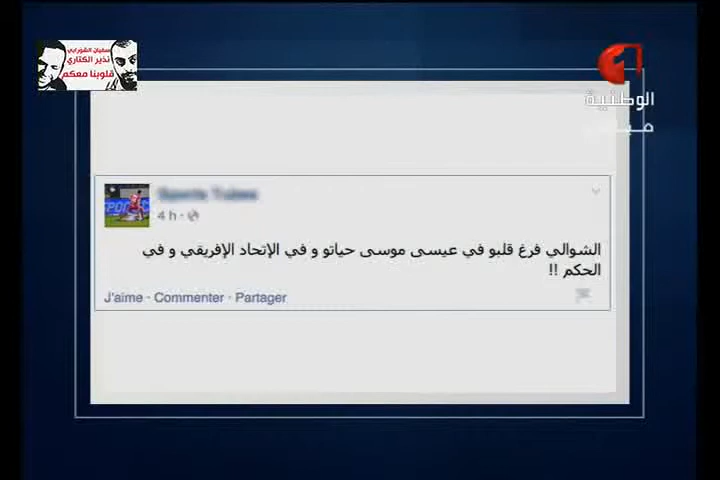 سفيان الشورابي
نذير الكتاري
قلوبنا معكم
الوطنية
4 h
الشوالي فرغ قلبو في عيسى موسى حياتو و في الإتحاد الإفريقي و في
الحكم !!
J'aime · Commenter · Partager